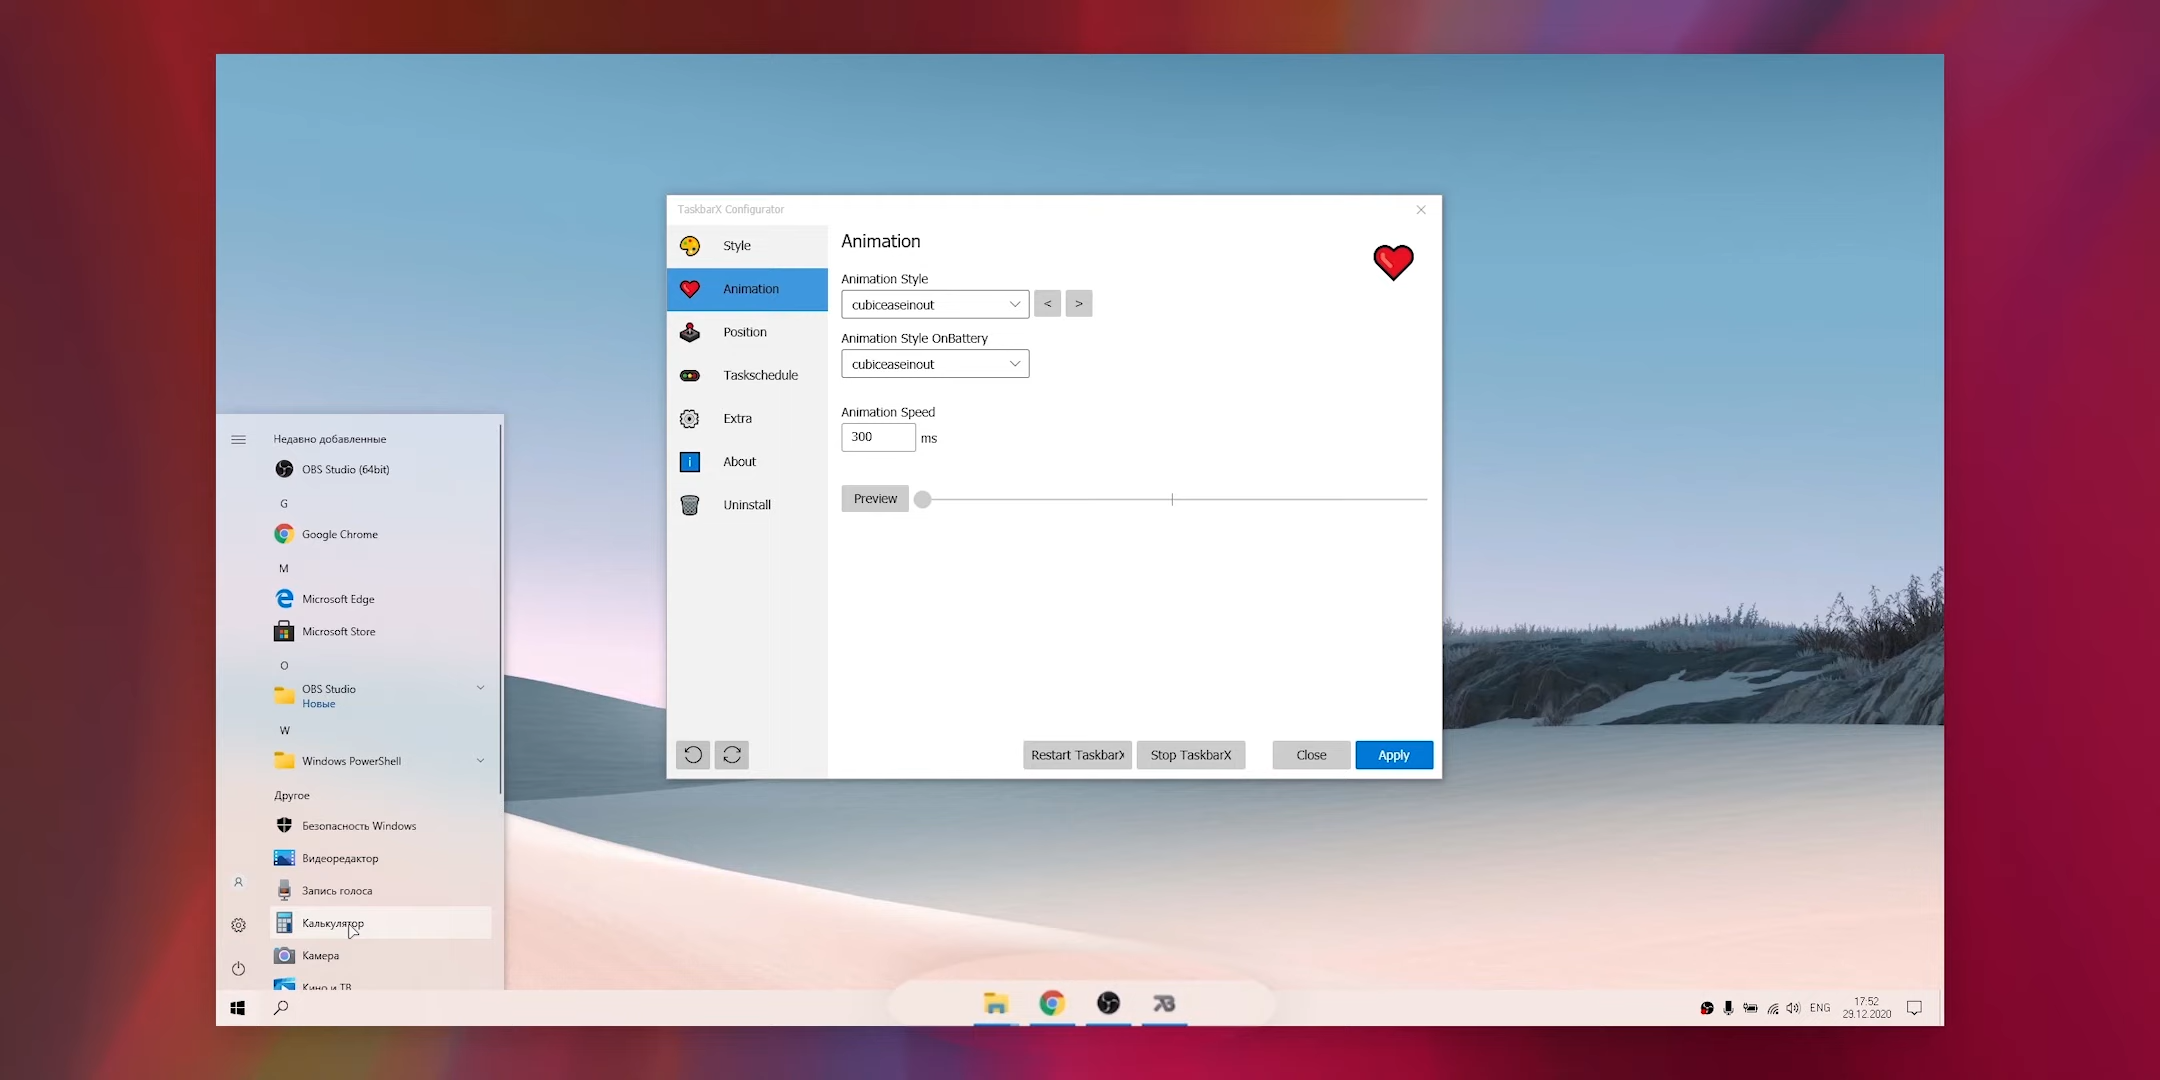 TaskbarX Configurator
Style
Animation
Position
Taskschedule
Extra
About
Uninstall
Animation
Animation Style
cubiceaseinout
<
>
Animation Style OnBattery
cubiceaseinout
Animation Speed
300
ms
Preview
Restart TaskbarX
Stop TaskbarX
Close
Apply
Недавно добавленные
OBS Studio (64bit)
G
Google Chrome
M
Microsoft Edge
Microsoft Store
O
OBS Studio
Новые
W
Windows PowerShell
Другое
Безопасность Windows
Видеоредактор
Запись голоса
Калькулятор
Камера
Кино и ТВ
ENG
17:52
29.12.2020